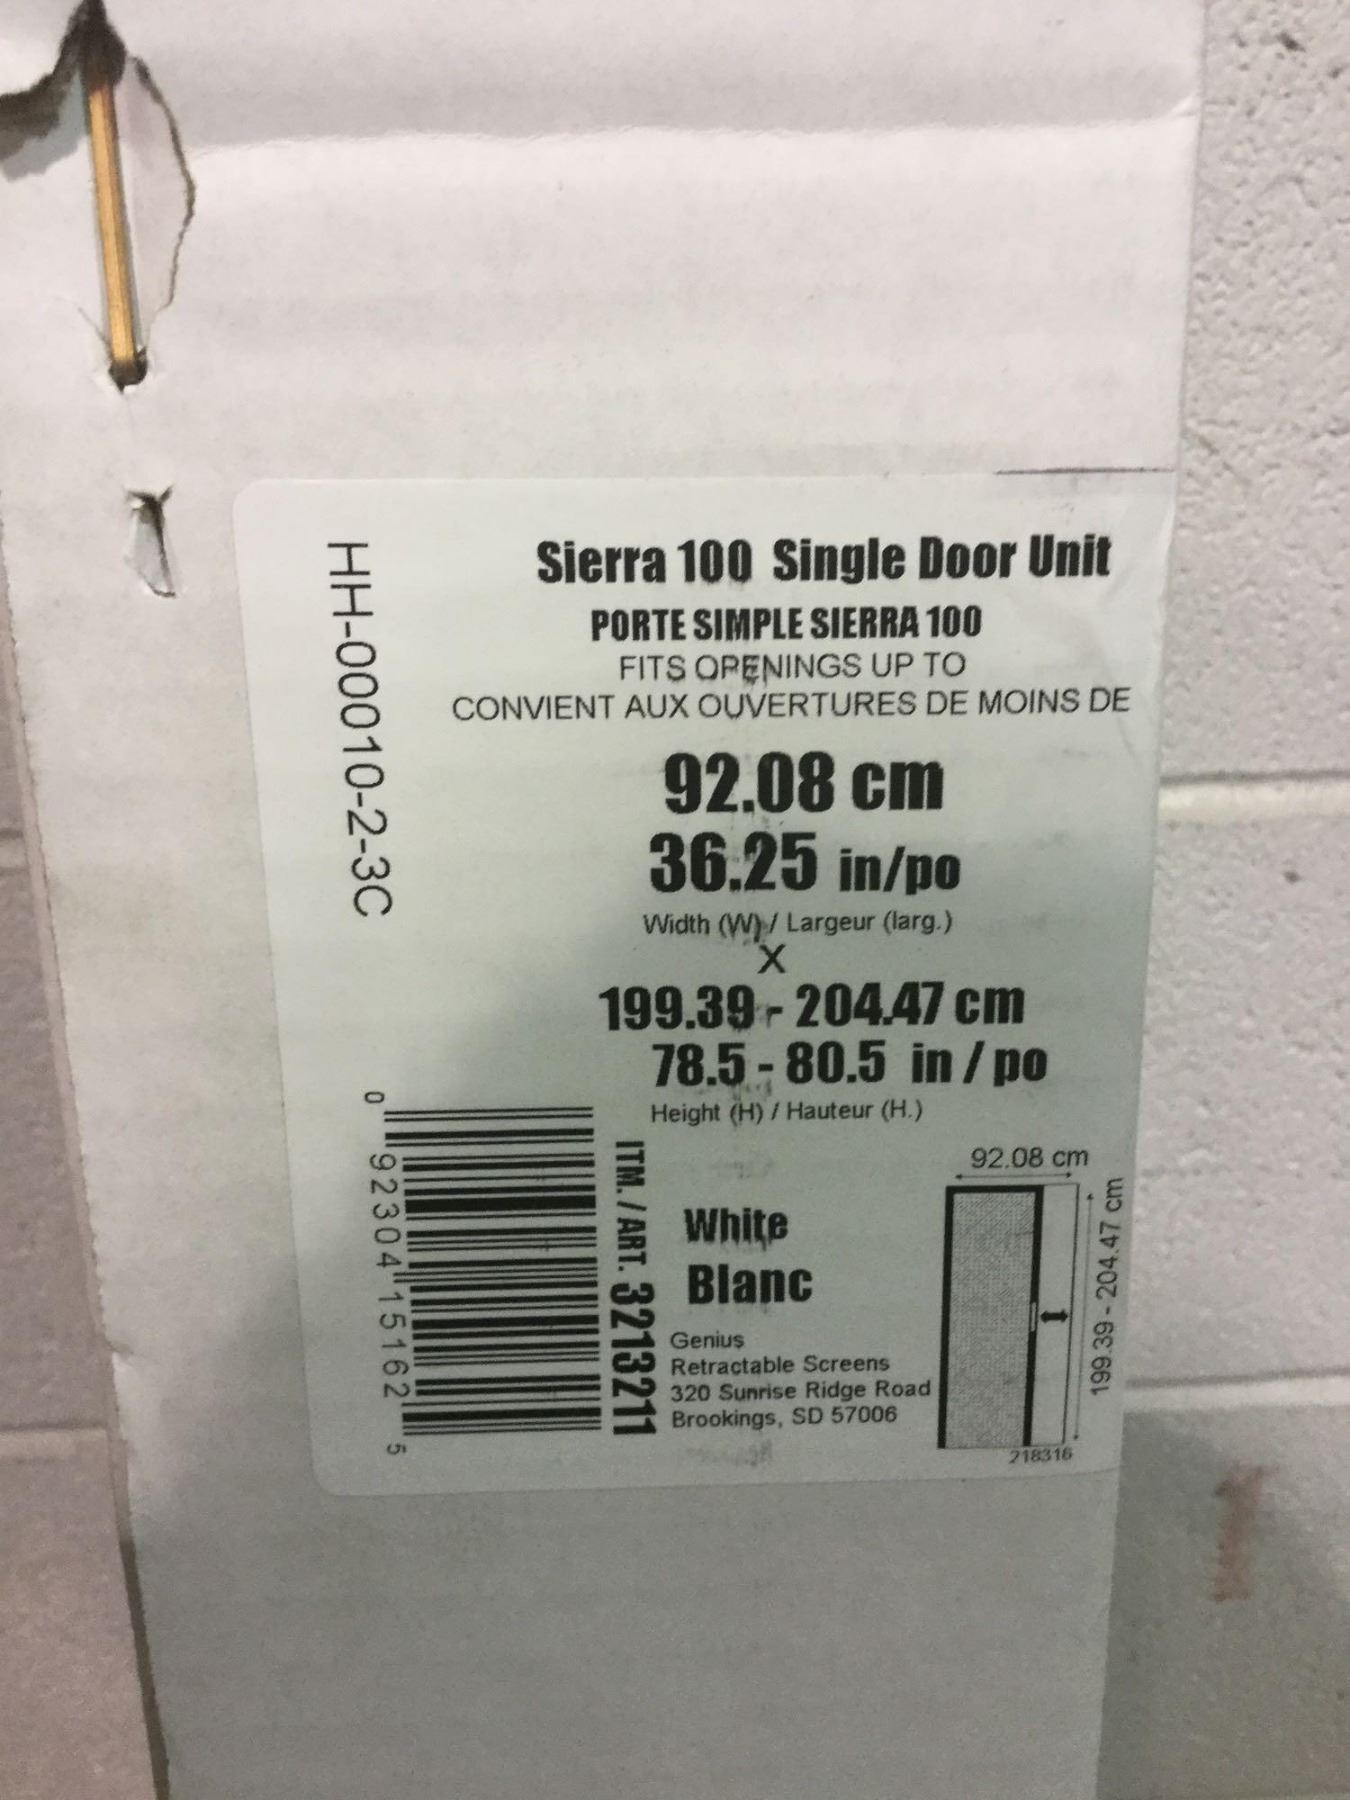 HH-00010-2-3C
Sierra 100 Single Door Unit
PORTE SIMPLE SIERRA 100
FITS OPENINGS UP TO
CONVIENT AUX OUVERTURES DE MOINS DE
92.08 cm
36.25 in/po
Width (W) / Largeur (larg.)
X
199.39 - 204.47 cm
78.5 - 80.5 in / po
Height (H) / Hauteur (H.)
0 92304 15162 5
ITM. / ART. 3213211
White
Blanc
Genius
Retractable Screens
320 Sunrise Ridge Road
Brookings, SD 57006
92.08 cm
199.39 - 204.47 cm
218316
1